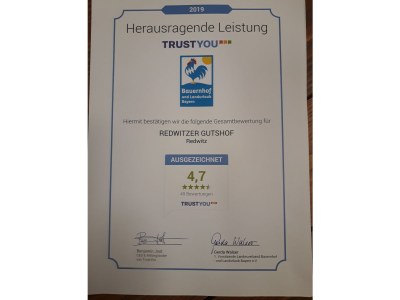 2019
Herausragende Leistung
TRUSTYOU
Bauernhof
und Landurlaub
Bayern
Hiermit bestätigen wir die folgende Gesamtbewertung für
REDWITZER GUTSHOF
Redwitz
AUSGEZEICHNET
4,7
Bewertungen
TRUSTYOU